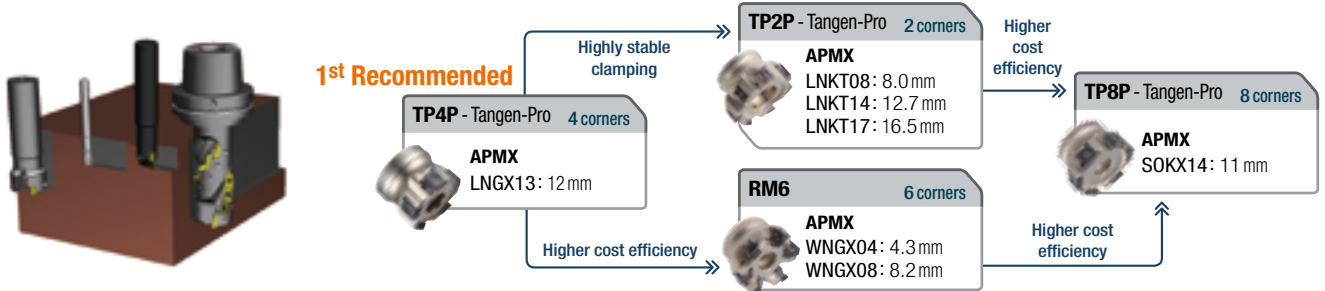 1st Recommended
TP4P - Tangen-Pro 4 corners
APMX
LNGX13: 12 mm
Highly stable
clamping
TP2P - Tangen-Pro 2 corners
APMX
LNKT08: 8.0 mm
LNKT14: 12.7 mm
LNKT17: 16.5 mm
Higher cost efficiency
RM6 6 corners
APMX
WNGX04: 4.3 mm
WNGX08: 8.2 mm
Higher
cost
efficiency
Higher cost
efficiency
TP8P - Tangen-Pro 8 corners
APMX
SOKX14: 11 mm